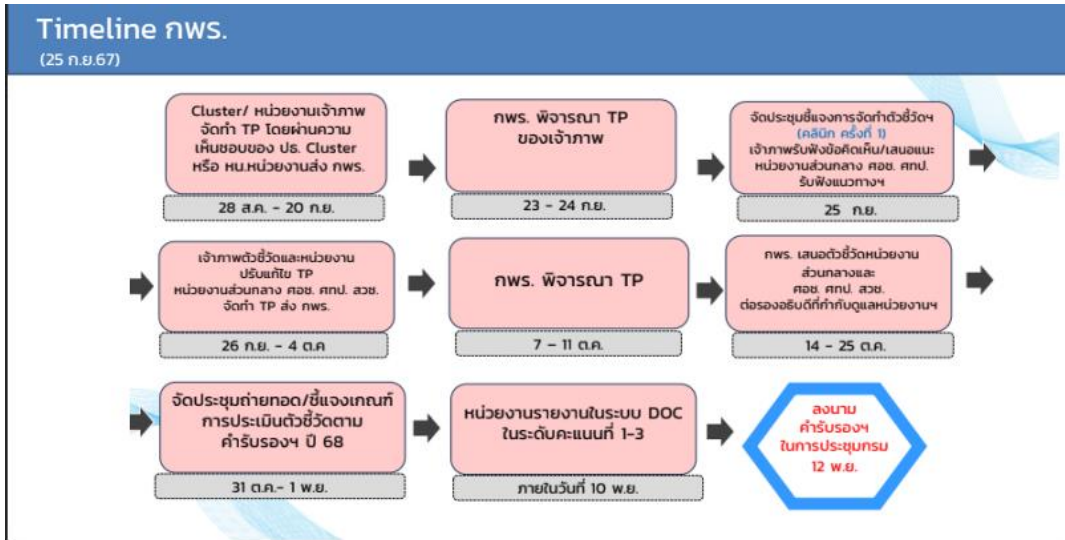 Timeline กพร.
(25 ก.ย.67)
Cluster/ หน่วยงานเจ้าภาพ
จัดทำ TP โดยผ่านความ
เห็นชอบของ ปธ. Cluster
หรือ หน.หน่วยงานส่ง กพร.
28 ส.ค. - 20 ก.ย.
กพร. พิจารณา TP
ของเจ้าภาพ
23 - 24 ก.ย.
จัดประชุมชี้แจงการจัดทำตัวชี้วัดฯ
(คลินิก ครั้งที่ 1)
เจ้าภาพรับฟังข้อคิดเห็น/เสนอแนะ
หน่วยงานส่วนกลาง ศอช. ศทป.
รับฟังแนวทางฯ
25 ก.ย.
เจ้าภาพตัวชี้วัดและหน่วยงาน
ปรับแก้ไข TP
หน่วยงานส่วนกลาง ศอช. ศทป. สวช.
จัดทำ TP ส่ง กพร.
26 ก.ย. - 4 ต.ค
กพร. พิจารณา TP
7 – 11 ต.ค.
กพร. เสนอตัวชี้วัดหน่วยงาน
ส่วนกลางและ
ศอช. ศทป. สวช.
ต่อรองอธิบดีที่กำกับดูแลหน่วยงานฯ
14 - 25 ต.ค.
จัดประชุมถ่ายทอด/ชี้แจงเกณฑ์
การประเมินตัวชี้วัดตาม
คำรับรองฯ ปี 68
31 ต.ค.- 1 พ.ย.
หน่วยงานรายงานในระบบ DOC
ในระดับคะแนนที่ 1-3
ภายในวันที่ 10 พ.ย.
ลงนาม
คำรับรองฯ
ในการประชุมกรม
12 พ.ย.